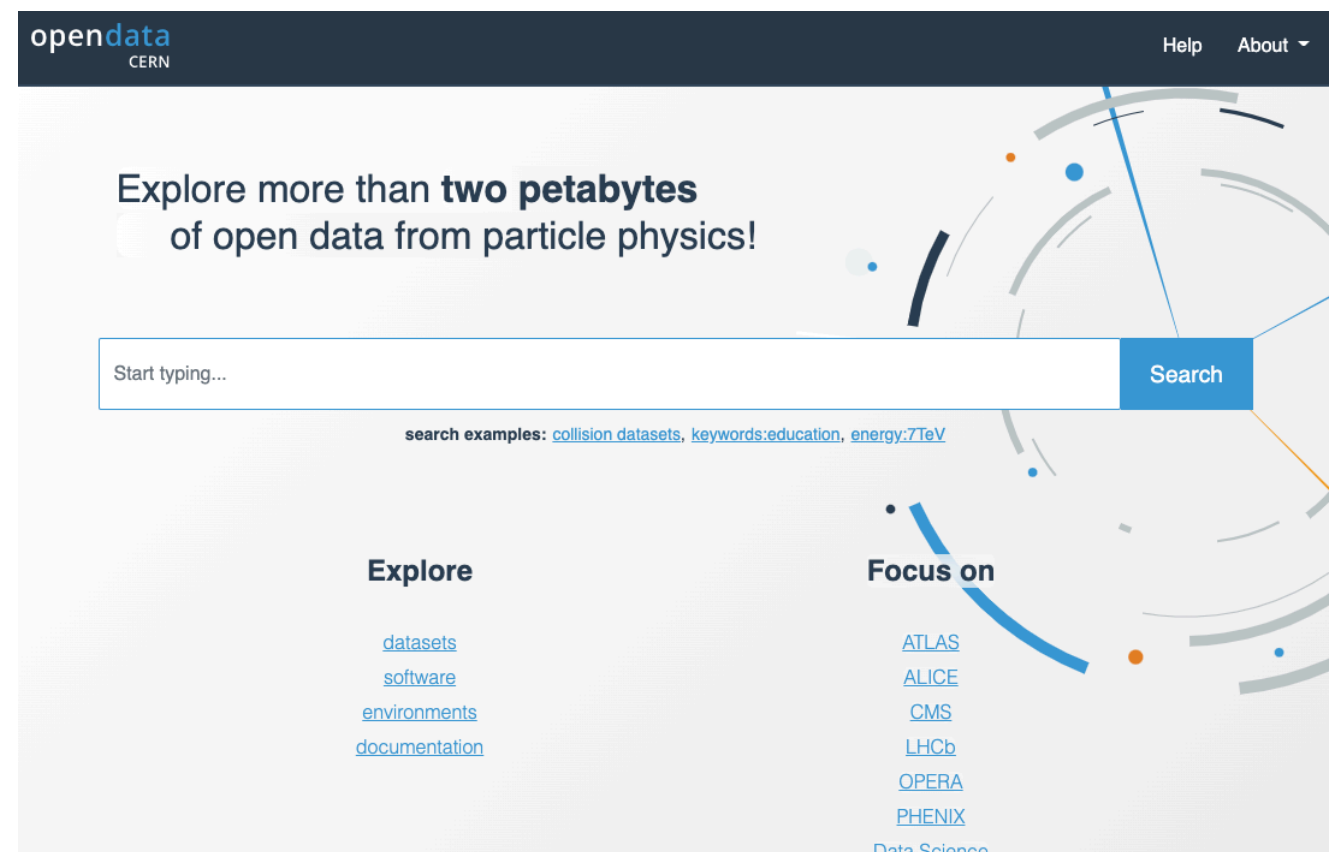 opendata
CERN
Help About
Explore more than two petabytes
of open data from particle physics!
Start typing...
Search
search examples: collision datasets, keywords:education, energy:7TeV
Explore
datasets
software
environments
documentation
Focus on
ATLAS
ALICE
CMS
LHCb
OPERA
PHENIX
Data Science